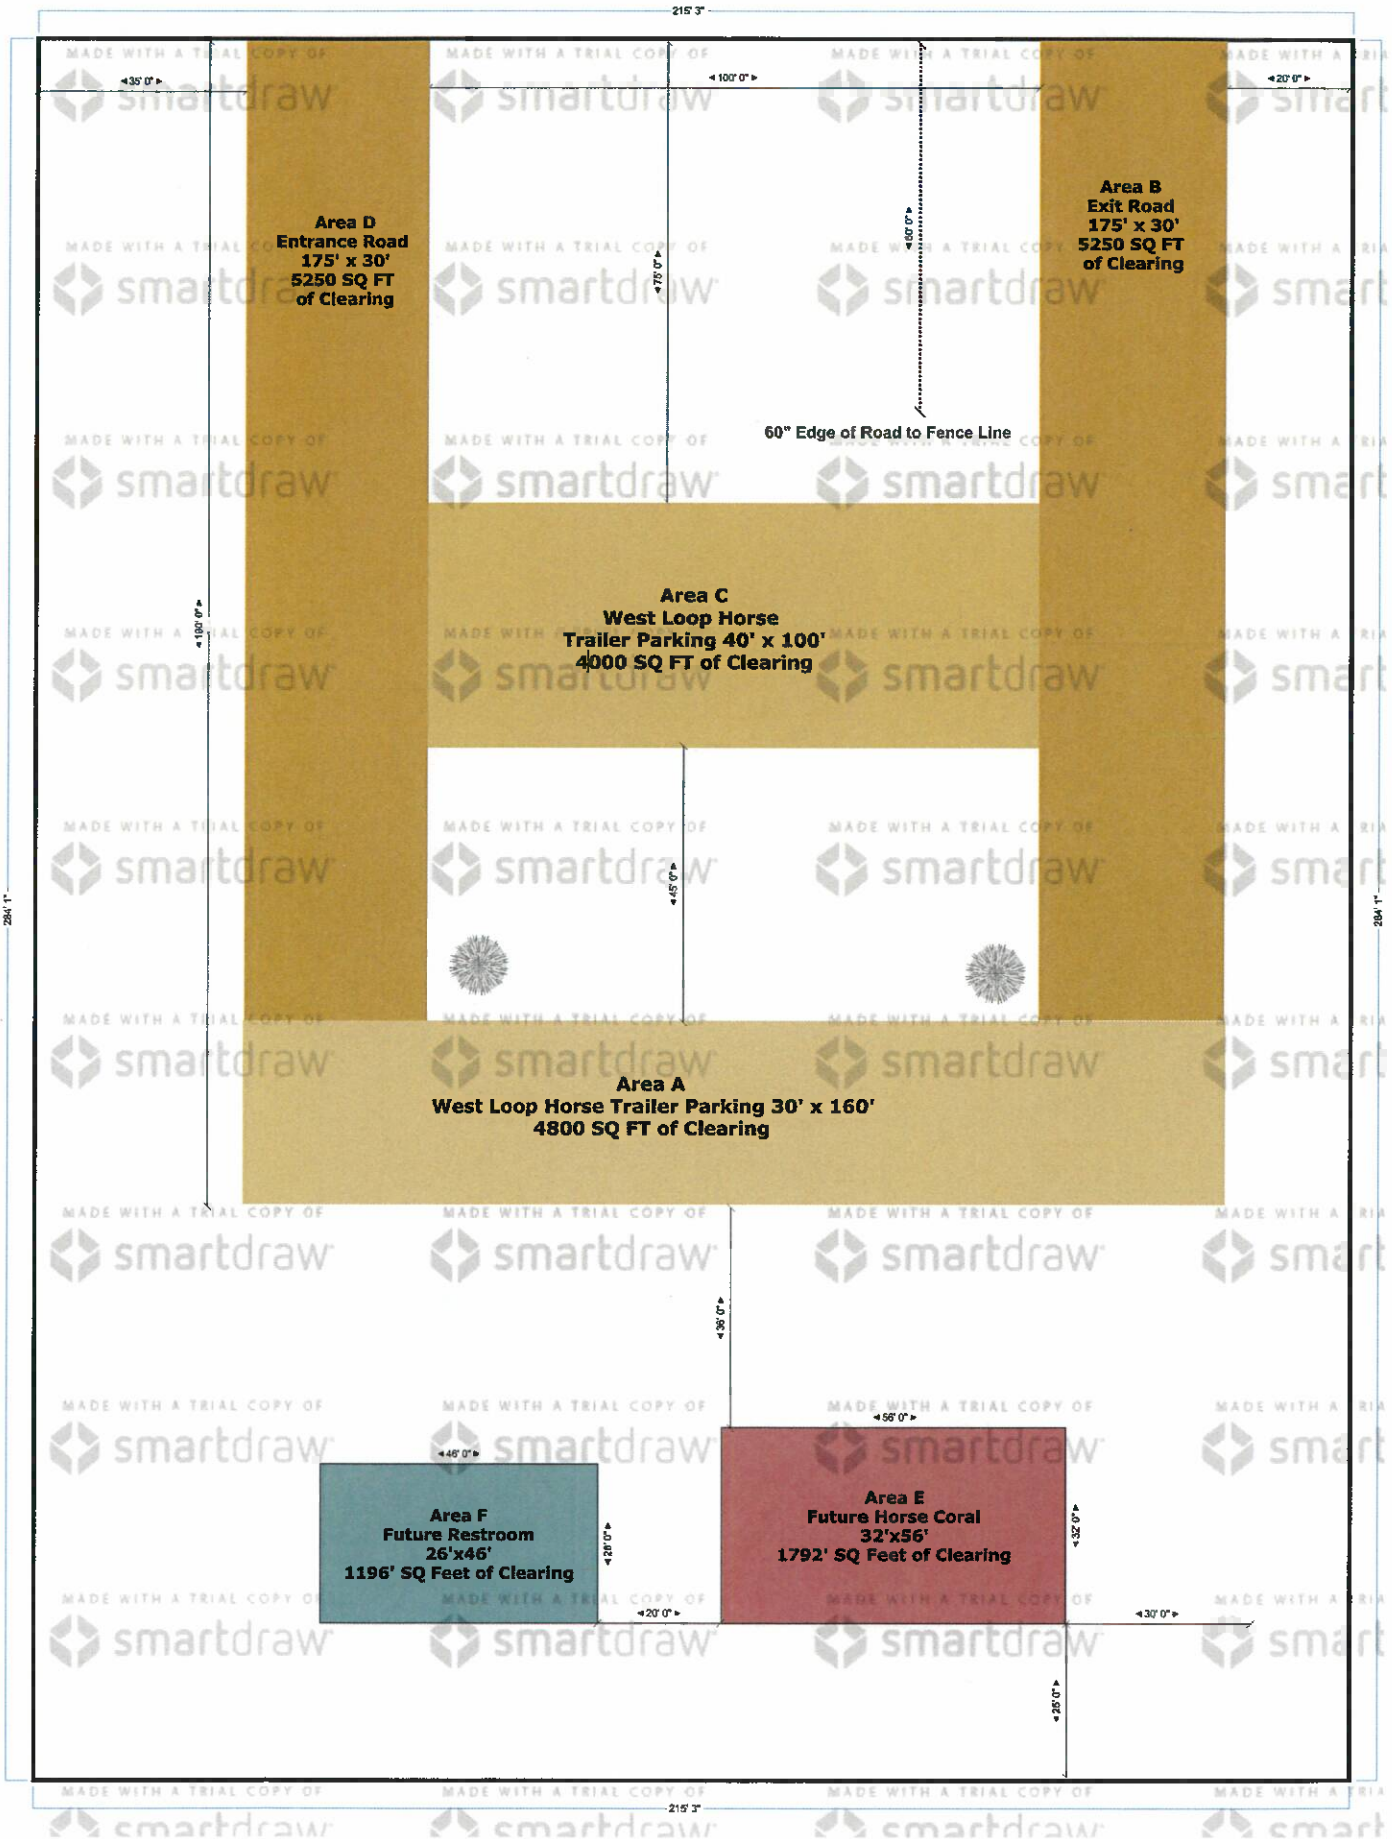 215' 3"
35' 0"
100' 0"
20' 0"
Area D
Entrance Road
175' x 30'
5250 SQ FT
of Clearing
75' 0"
60' 0"
Area B
Exit Road
175' x 30'
5250 SQ FT
of Clearing
60" Edge of Road to Fence Line
190' 0"
Area C
West Loop Horse
Trailer Parking 40' x 100'
4000 SQ FT of Clearing
45' 0"
284' 1"
284' 1"
Area A
West Loop Horse Trailer Parking 30' x 160'
4800 SQ FT of Clearing
36' 0"
46' 0"
56' 0"
Area F
Future Restroom
26'x46'
1196' SQ Feet of Clearing
26' 0"
Area E
Future Horse Coral
32'x56'
1792' SQ Feet of Clearing
32' 0"
20' 0"
30' 0"
25' 0"
215' 3"
MADE WITH A TRIAL COPY OF
smartdraw